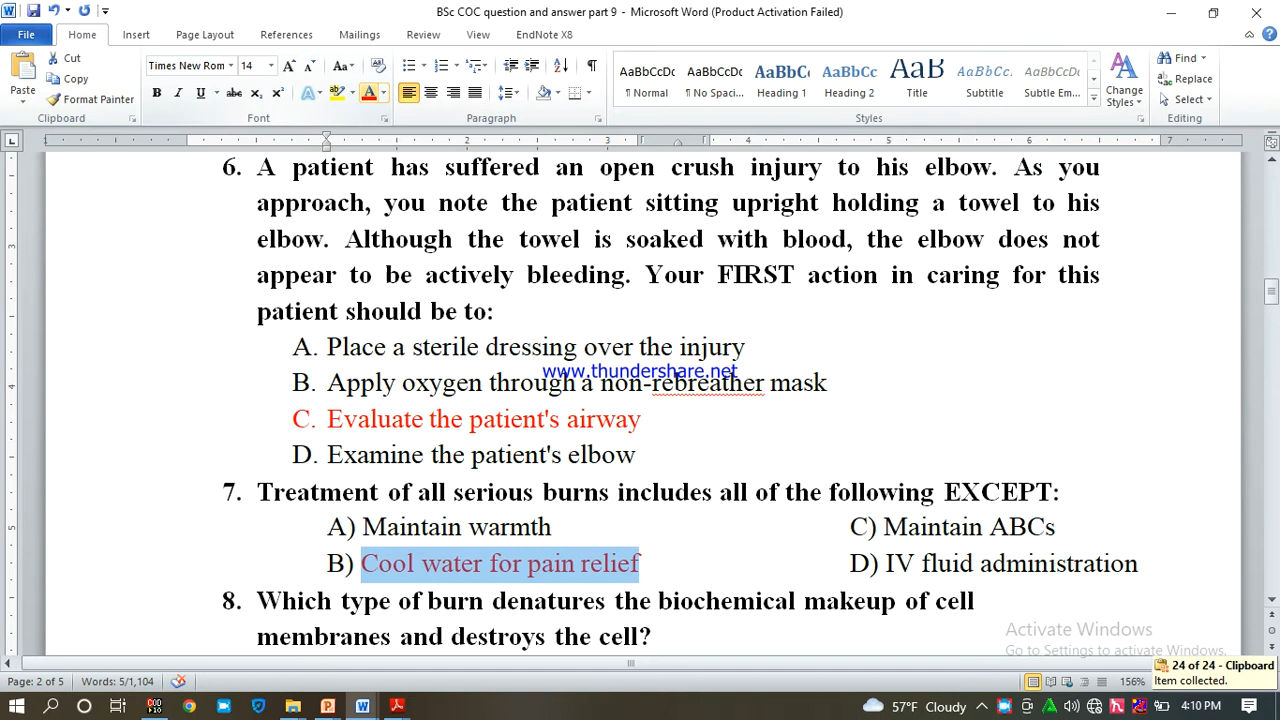 BSc COC question and answer part 9 - Microsoft Word (Product Activation Failed)
File Home Insert Page Layout References Mailings Review View EndNote X8
Paste
Cut
Copy
Format Painter
Clipboard
Times New Rom 14
Font
Paragraph
AaBbCcDc AaBbCcDc AaBbC AaBbCc AaB AaBbCcL AaBbCcDc
¶ Normal ¶ No Spaci... Heading 1 Heading 2 Title Subtitle Subtle Em...
Styles
Change Styles
Find
Replace
Select
Editing
6. A patient has suffered an open crush injury to his elbow. As you
approach, you note the patient sitting upright holding a towel to his
elbow. Although the towel is soaked with blood, the elbow does not
appear to be actively bleeding. Your FIRST action in caring for this
patient should be to:
A. Place a sterile dressing over the injury
www.thundershare.net
B. Apply oxygen through a non-rebreather mask
C. Evaluate the patient's airway
D. Examine the patient's elbow
7. Treatment of all serious burns includes all of the following EXCEPT:
A) Maintain warmth C) Maintain ABCs
B) Cool water for pain relief D) IV fluid administration
8. Which type of burn denatures the biochemical makeup of cell
membranes and destroys the cell?
Activate Windows
Go to Settings to activate Windows.
24 of 24 - Clipboard
Item collected.
Page: 2 of 5 Words: 5/1,104 156%
57°F Cloudy 4:10 PM